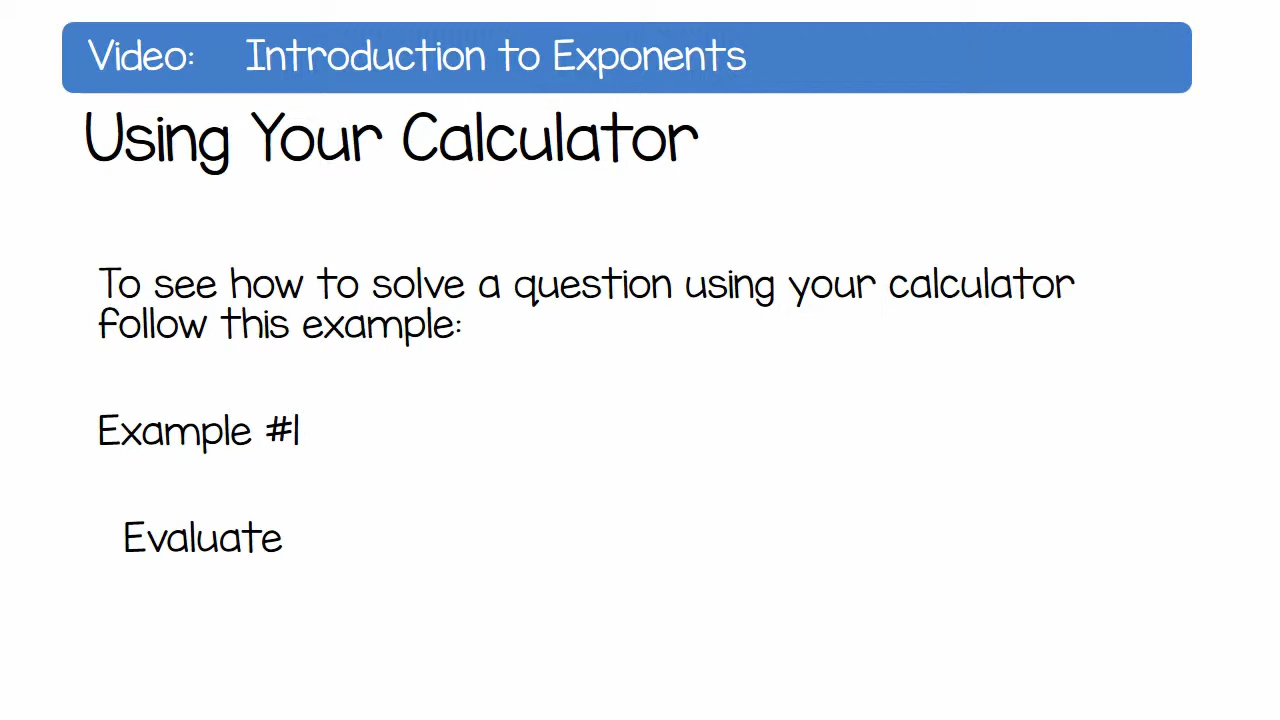 Video: Introduction to Exponents
Using Your Calculator
To see how to solve a question using your calculator
follow this example:
Example #1
Evaluate